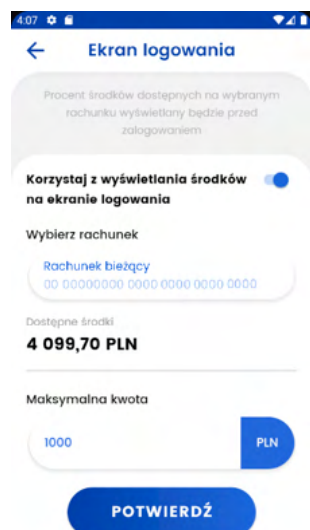 4:07
Ekran logowania
Procent środków dostępnych na wybranym
rachunku wyświetlany będzie przed
zalogowaniem
Korzystaj z wyświetlania środków
na ekranie logowania
Wybierz rachunek
Rachunek bieżący
00 00000000 0000 0000 0000 0000
Dostępne środki
4 099,70 PLN
Maksymalna kwota
1000
PLN
POTWIERDŹ